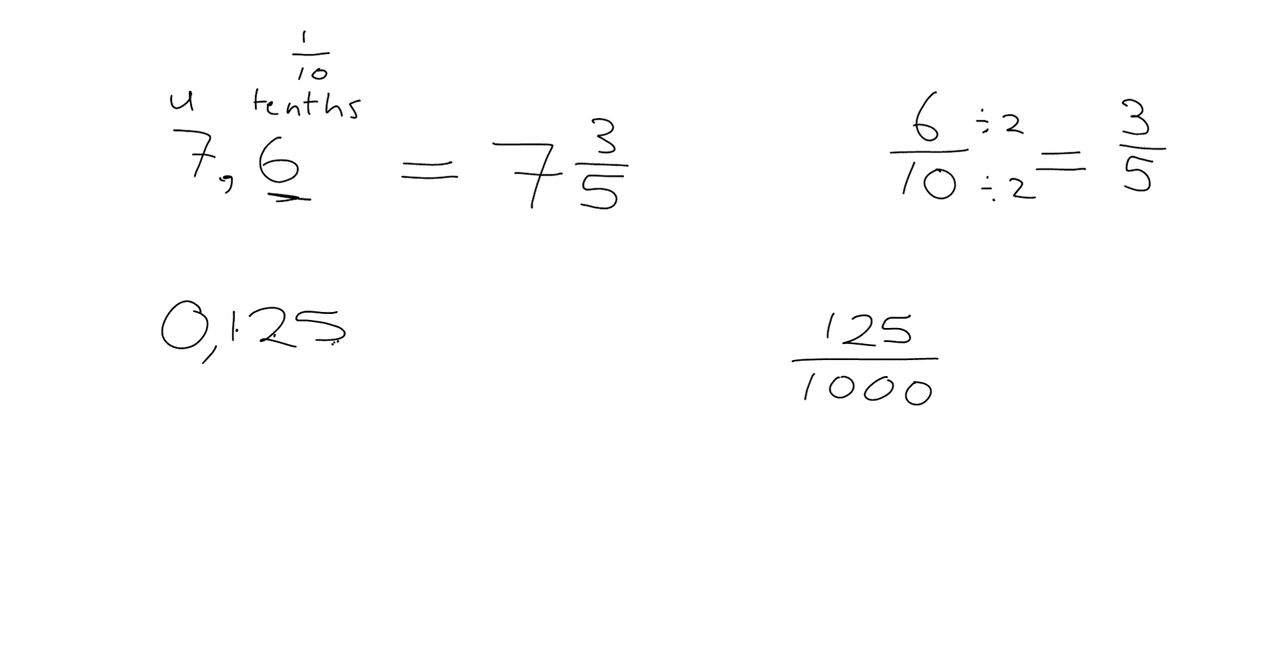 1/10
u tenths
7,6 = 7 3/5
6/10 ÷2 ÷2 = 3/5
0,125
125/1000